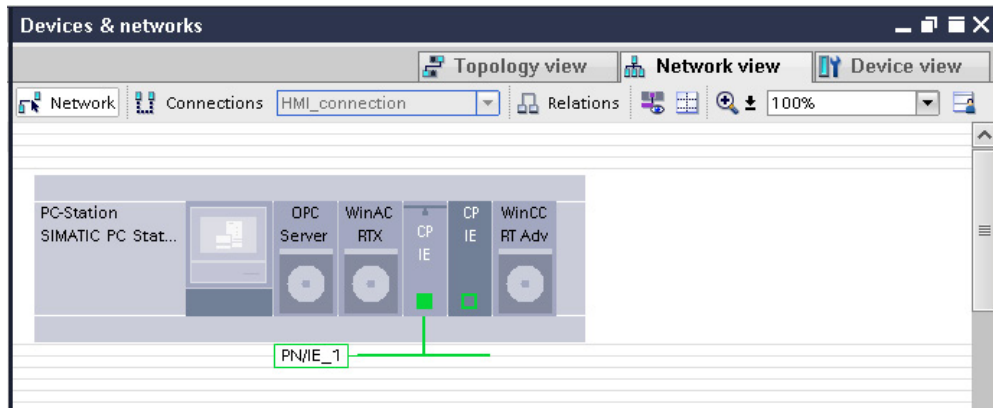 Devices & networks
Topology view
Network view
Device view
Network
Connections
HMI_connection
Relations
100%
PC-Station
SIMATIC PC Stat...
OPC
Server
WinAC
RTX
CP
IE
CP
IE
WinCC
RT Adv
PN/IE_1